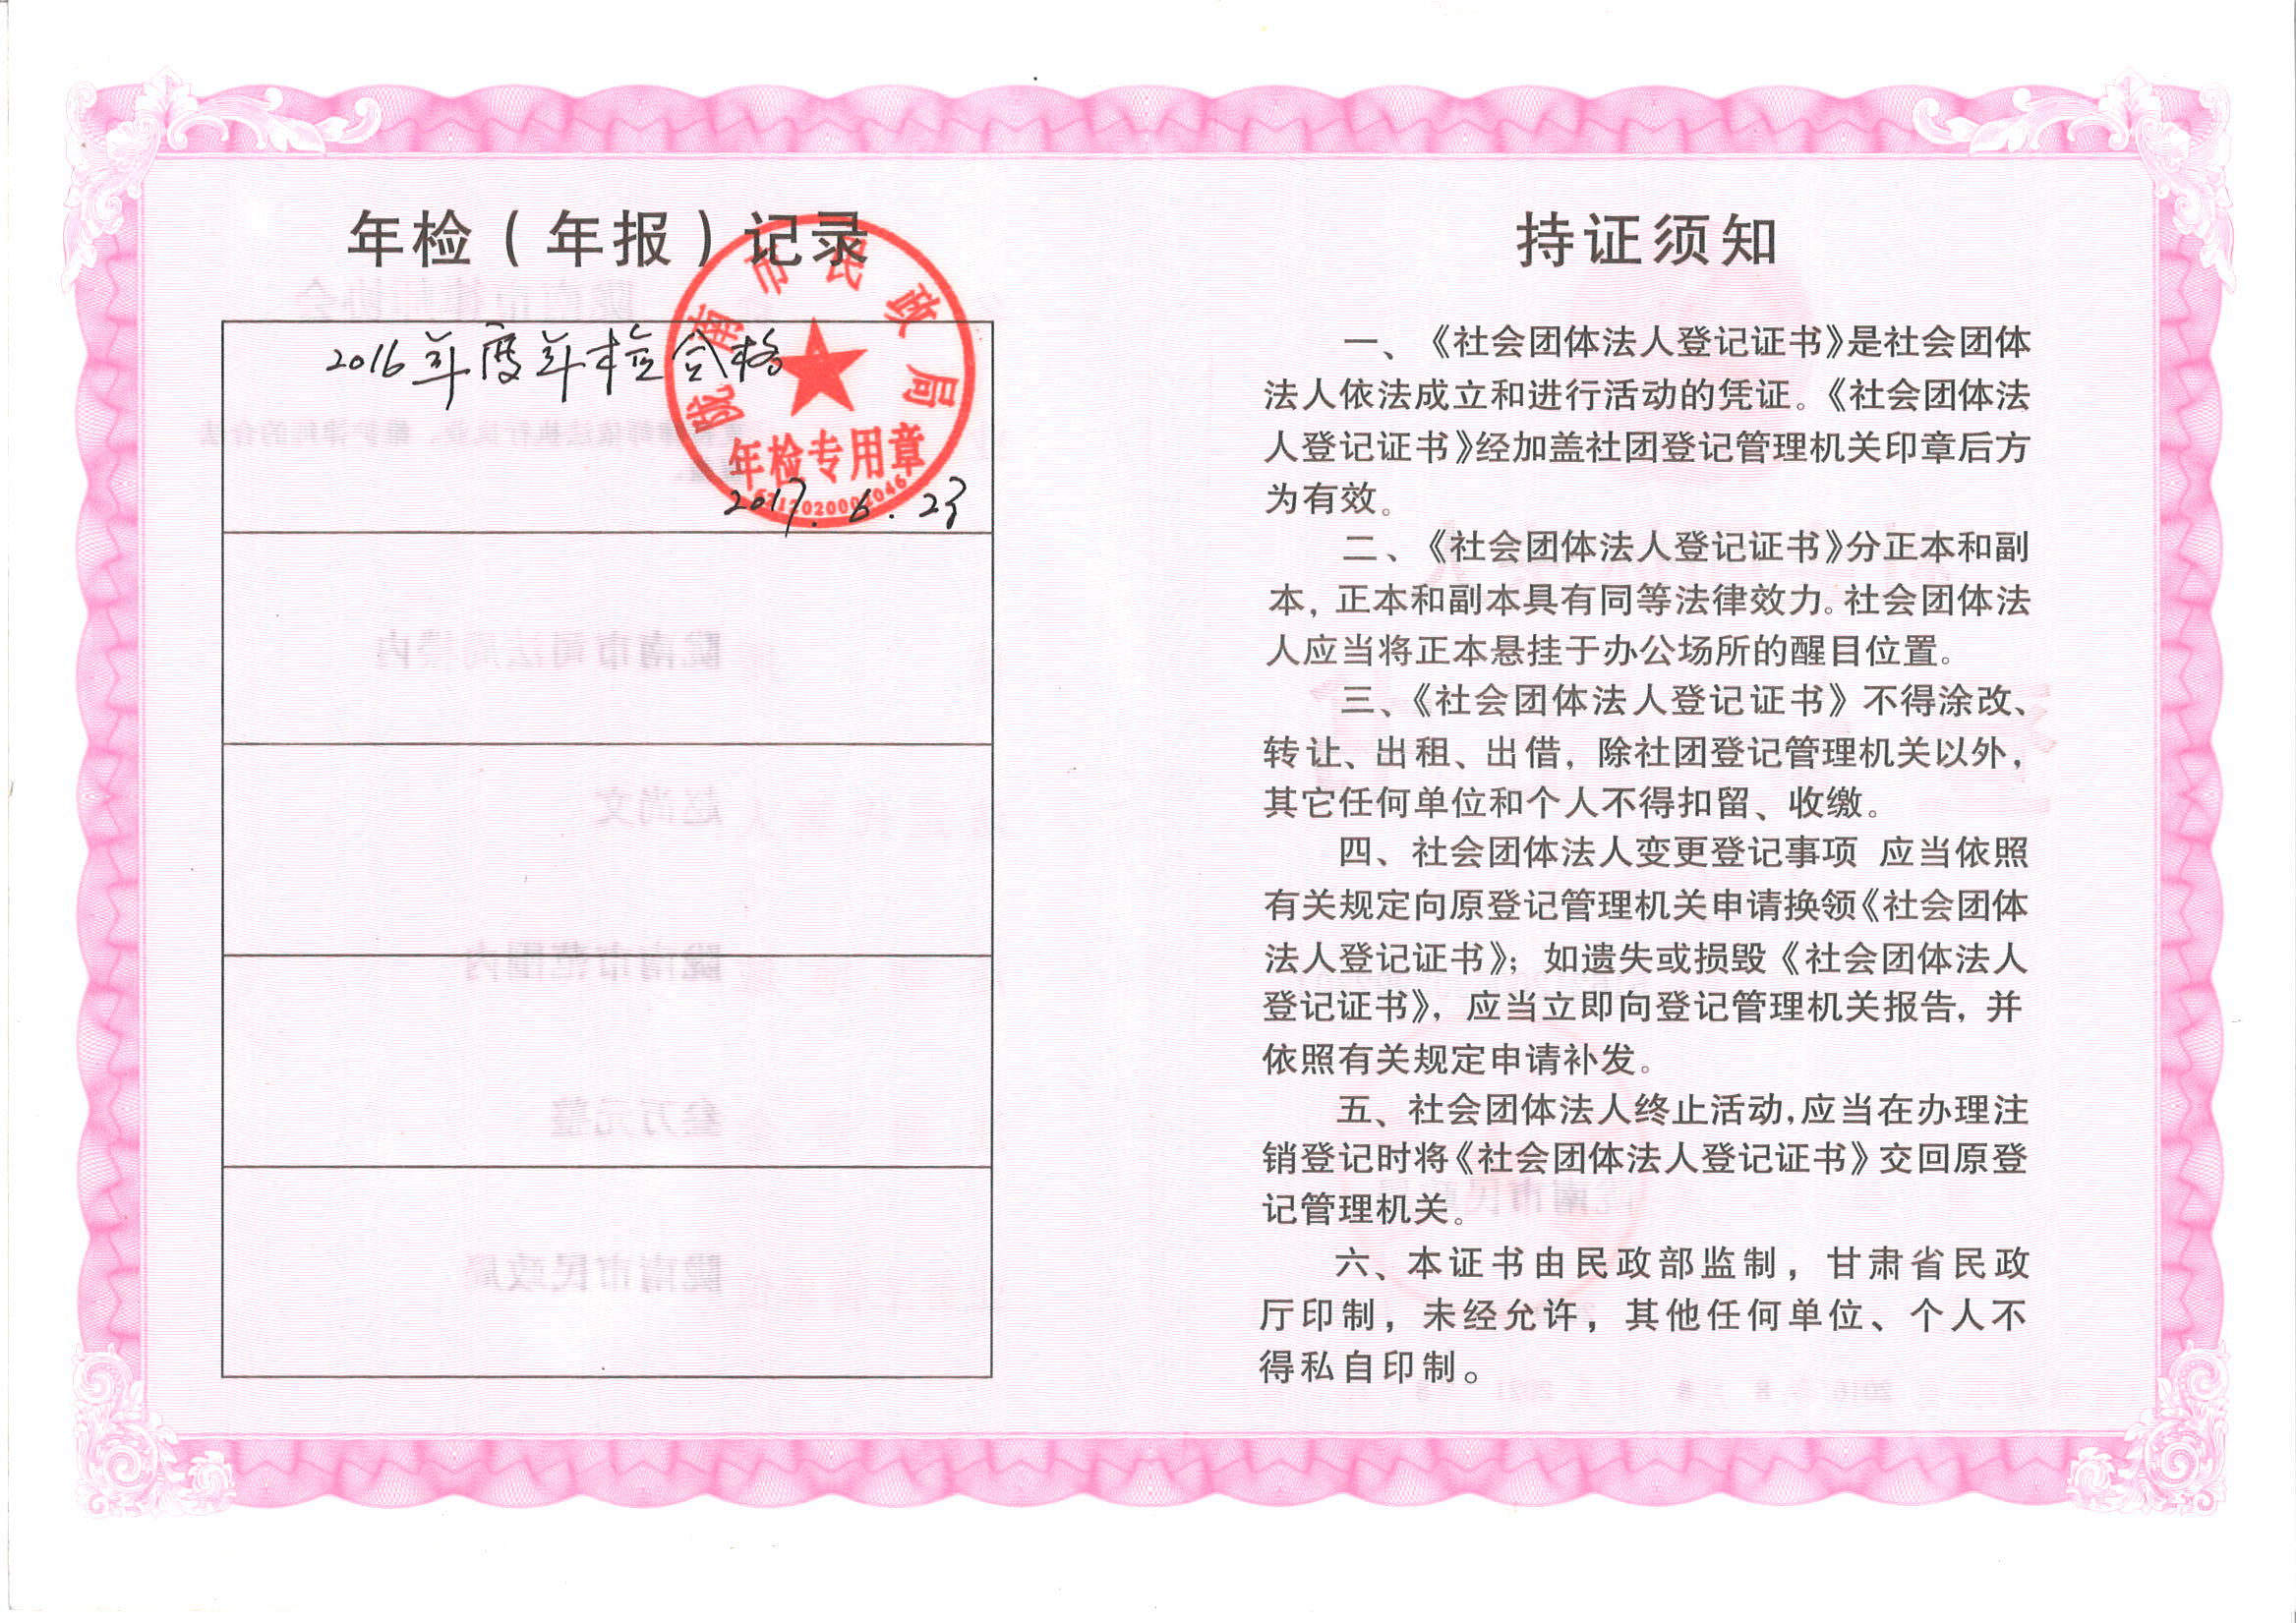 年检（年报）记录
2016年度年检合格
陇南市民政局
年检专用章
2017.6.23
持证须知
一、《社会团体法人登记证书》是社会团体
法人依法成立和进行活动的凭证。《社会团体法
人登记证书》经加盖社团登记管理机关印章后方
为有效。
二、《社会团体法人登记证书》分正本和副
本，正本和副本具有同等法律效力。社会团体法
人应当将正本悬挂于办公场所的醒目位置。
三、《社会团体法人登记证书》不得涂改、
转让、出租、出借，除社团登记管理机关以外，
其它任何单位和个人不得扣留、收缴。
四、社会团体法人变更登记事项 应当依照
有关规定向原登记管理机关申请换领《社会团体
法人登记证书》；如遗失或损毁《社会团体法人
登记证书》，应当立即向登记管理机关报告，并
依照有关规定申请补发。
五、社会团体法人终止活动，应当在办理注
销登记时将《社会团体法人登记证书》交回原登
记管理机关。
六、本证书由民政部监制，甘肃省民政
厅印制，未经允许，其他任何单位、个人不
得私自印制。